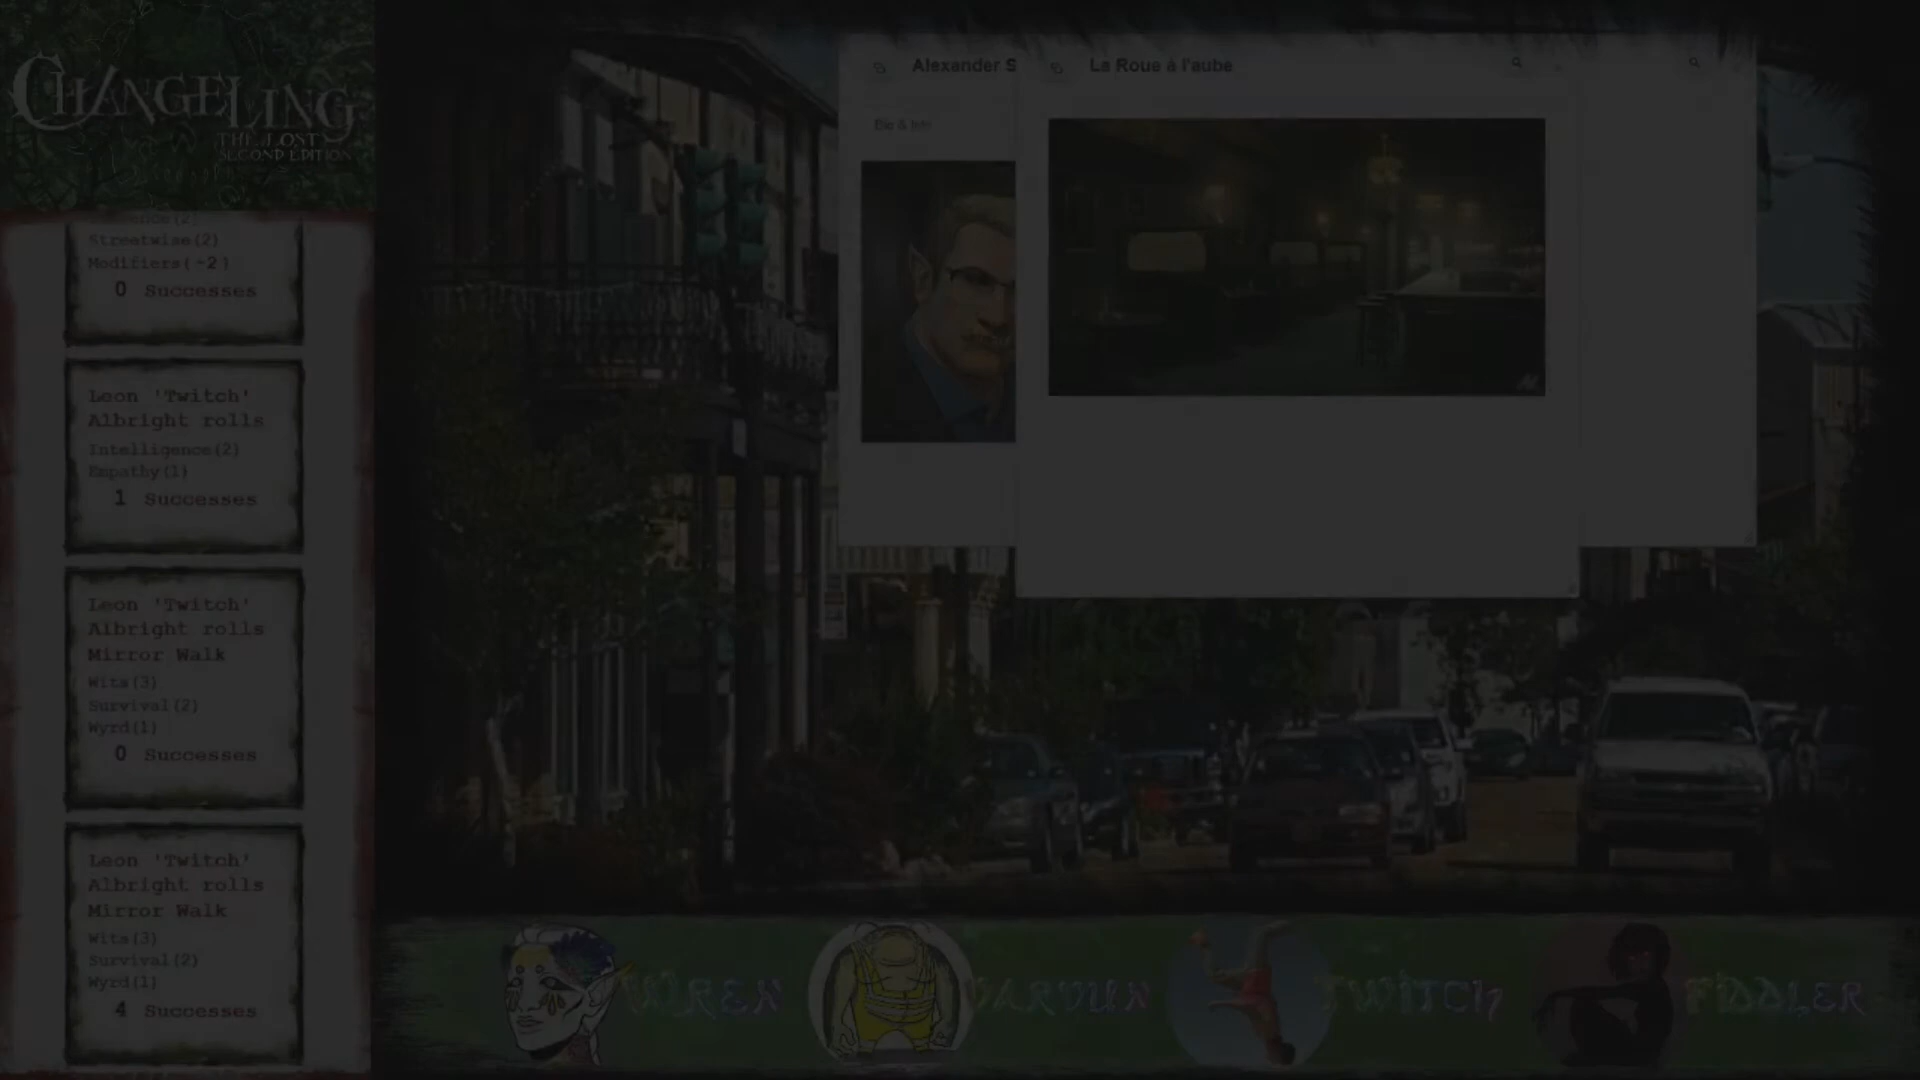 CHANGELING
THE LOST
SECOND EDITION
Streetwise(2)
Modifiers(-2)
0 Successes
Leon 'Twitch'
Albright rolls
Intelligence(2)
Empathy(1)
1 Successes
Leon 'Twitch'
Albright rolls
Mirror Walk
Wits(3)
Survival(2)
Wyrd(1)
0 Successes
Leon 'Twitch'
Albright rolls
Mirror Walk
Wits(3)
Survival(2)
Wyrd(1)
4 Successes
Alexander S
Bio & Info
La Roue à l'aube
TWITCH
FIDDLER